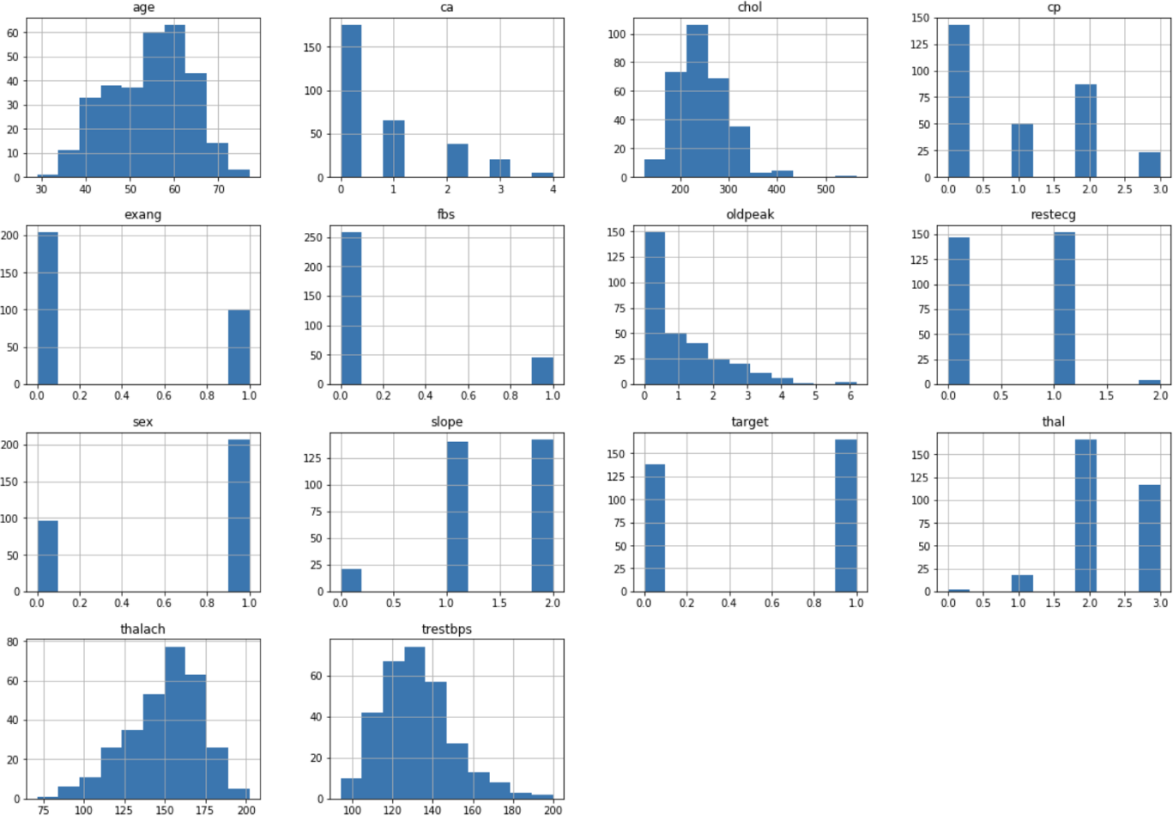 age ca chol cp
60 50 40 30 20 10 0
150 100 50 0
100 80 60 40 20 0
150 125 100 75 50 25 0
30 40 50 60 70
0 1 2 3 4
200 300 400 500
0.0 0.5 1.0 1.5 2.0 2.5 3.0
exang fbs oldpeak restecg
200 150 100 50 0
250 200 150 100 50 0
150 125 100 75 50 25 0
150 125 100 75 50 25 0
0.0 0.2 0.4 0.6 0.8 1.0
0.0 0.2 0.4 0.6 0.8 1.0
0 1 2 3 4 5 6
0.0 0.5 1.0 1.5 2.0
sex slope target thal
200 150 100 50 0
125 100 75 50 25 0
150 125 100 75 50 25 0
150 125 100 75 50 25 0
0.0 0.2 0.4 0.6 0.8 1.0
0.0 0.5 1.0 1.5 2.0
0.0 0.2 0.4 0.6 0.8 1.0
0.0 0.5 1.0 1.5 2.0 2.5 3.0
thalach trestbps
80 60 40 20 0
60 40 20 0
75 100 125 150 175 200
100 120 140 160 180 200